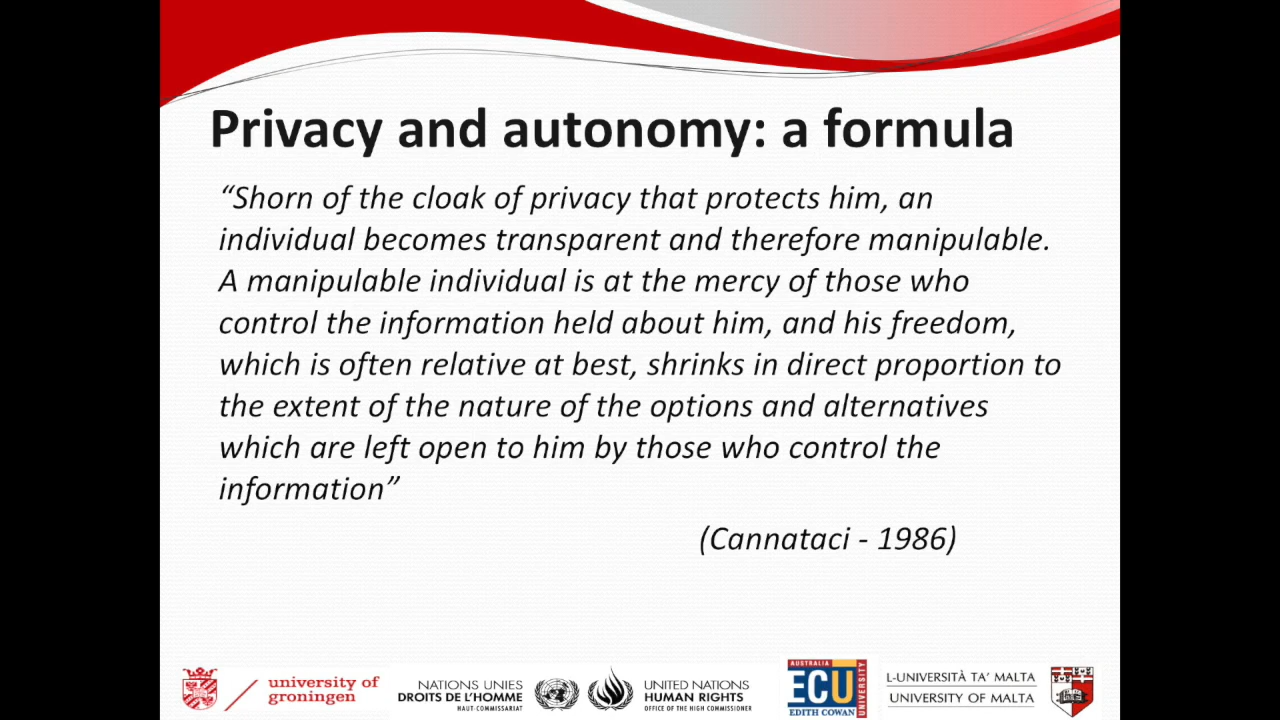 Privacy and autonomy: a formula
“Shorn of the cloak of privacy that protects him, an
individual becomes transparent and therefore manipulable.
A manipulable individual is at the mercy of those who
control the information held about him, and his freedom,
which is often relative at best, shrinks in direct proportion to
the extent of the nature of the options and alternatives
which are left open to him by those who control the
information”
(Cannataci - 1986)
university of
groningen
NATIONS UNIES
DROITS DE L'HOMME
HAUT-COMMISSARIAT
UNITED NATIONS
HUMAN RIGHTS
OFFICE OF THE HIGH COMMISSIONER
AUSTRALIA
ECU
EDITH COWAN
UNIVERSITY
L-UNIVERSITÀ TA' MALTA
UNIVERSITY OF MALTA